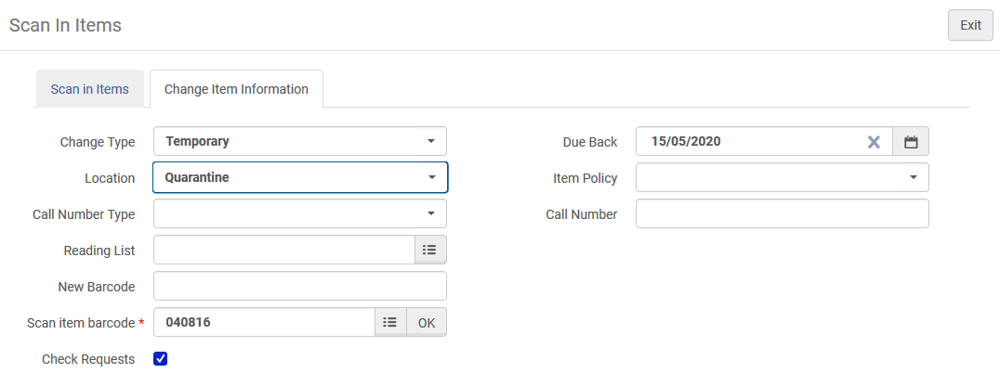 Scan In Items
Exit
Scan in Items
Change Item Information
Change Type Temporary
Due Back 15/05/2020
Location Quarantine
Item Policy
Call Number Type
Call Number
Reading List
New Barcode
Scan item barcode * 040816 OK
Check Requests